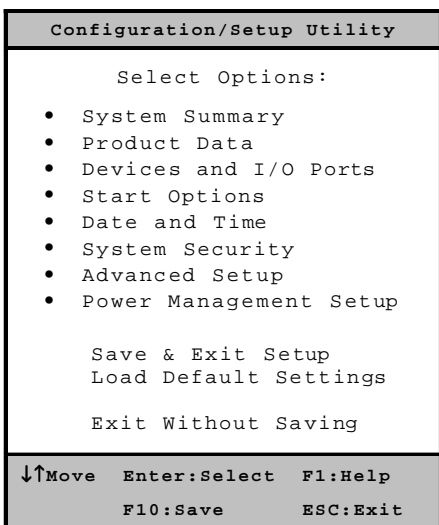 Configuration/Setup Utility
Select Options:
• System Summary
• Product Data
• Devices and I/O Ports
• Start Options
• Date and Time
• System Security
• Advanced Setup
• Power Management Setup
Save & Exit Setup
Load Default Settings
Exit Without Saving
↓↑Move Enter:Select F1:Help
F10:Save ESC:Exit